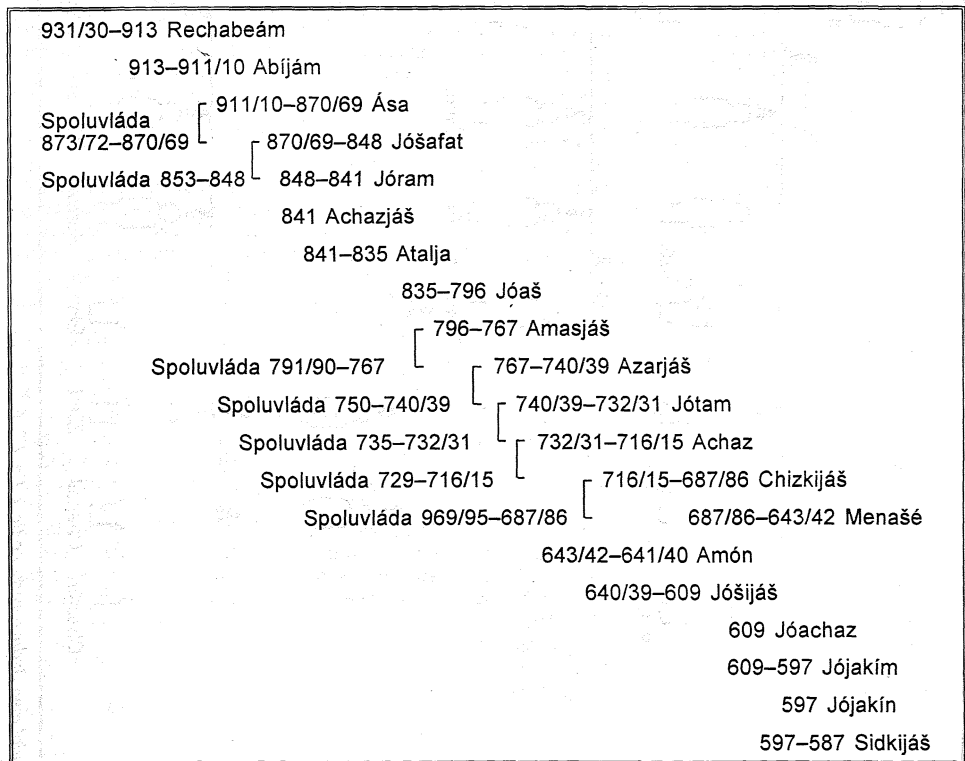 931/30–913 Rechabeám
913–911/10 Abíjám
911/10–870/69 Ása
Spoluvláda
873/72–870/69
870/69–848 Jóšafat
Spoluvláda 853–848
848–841 Jóram
841 Achazjáš
841–835 Atalja
835–796 Jóaš
796–767 Amasjáš
Spoluvláda 791/90–767
767–740/39 Azarjáš
Spoluvláda 750–740/39
740/39–732/31 Jótam
Spoluvláda 735–732/31
732/31–716/15 Achaz
Spoluvláda 729–716/15
716/15–687/86 Chizkijáš
Spoluvláda 969/95–687/86
687/86–643/42 Menašé
643/42–641/40 Amón
640/39–609 Jóšijáš
609 Jóachaz
609–597 Jójakím
597 Jójakín
597–587 Sidkijáš